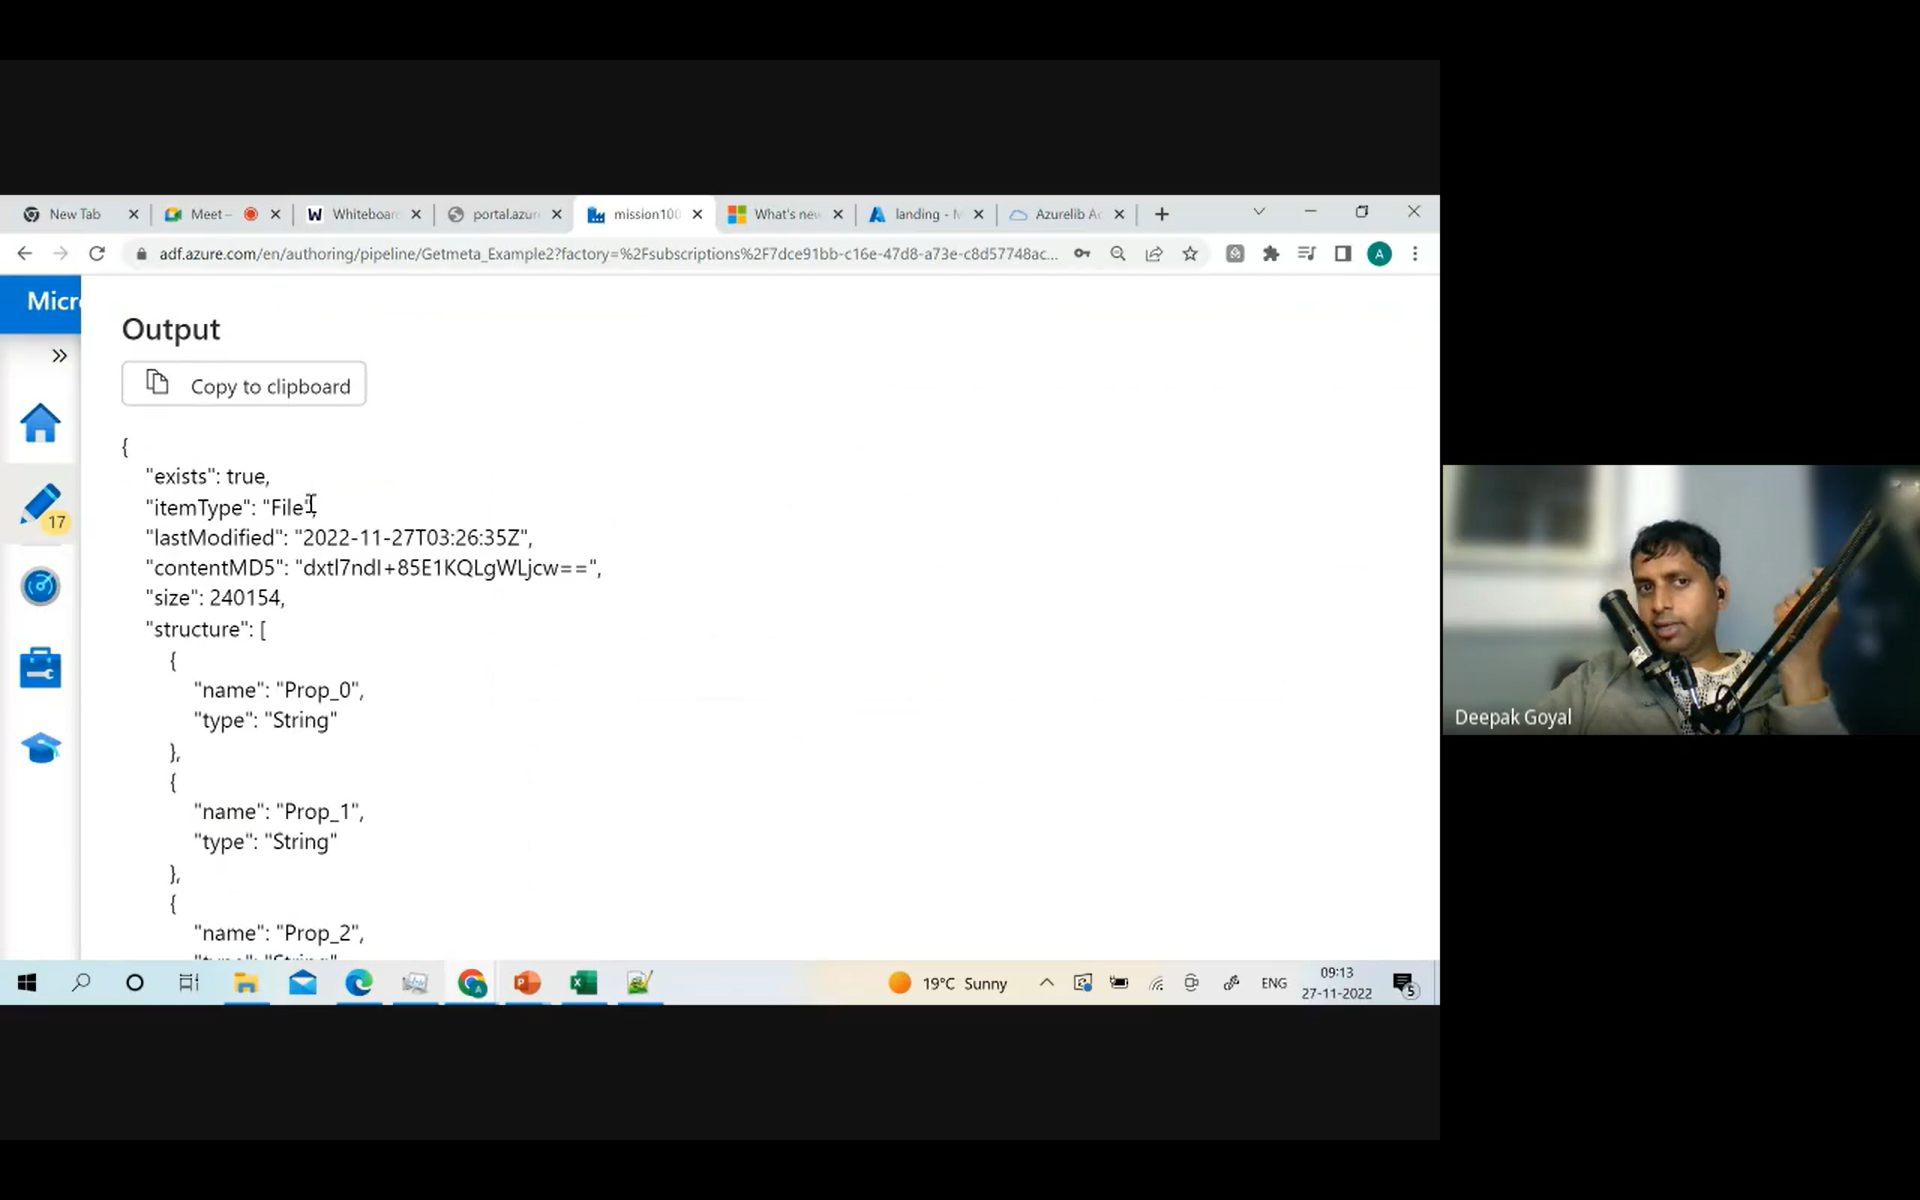 New Tab
Meet -
Whiteboar
portal.azur
mission100
What's new
landing - M
Azurelib Ac
adf.azure.com/en/authoring/pipeline/Getmeta_Example2?factory=%2Fsubscriptions%2F7dce91bb-c16e-47d8-a73e-c8d57748ac...
A
Micr
Output
Copy to clipboard
17
{
"exists": true,
"itemType": "File",
"lastModified": "2022-11-27T03:26:35Z",
"contentMD5": "dxtl7ndI+85E1KQLgWLjcw==",
"size": 240154,
"structure": [
{
"name": "Prop_0",
"type": "String"
},
{
"name": "Prop_1",
"type": "String"
},
{
"name": "Prop_2",
"type": "String"
Deepak Goyal
19°C Sunny
ENG
09:13
27-11-2022
5